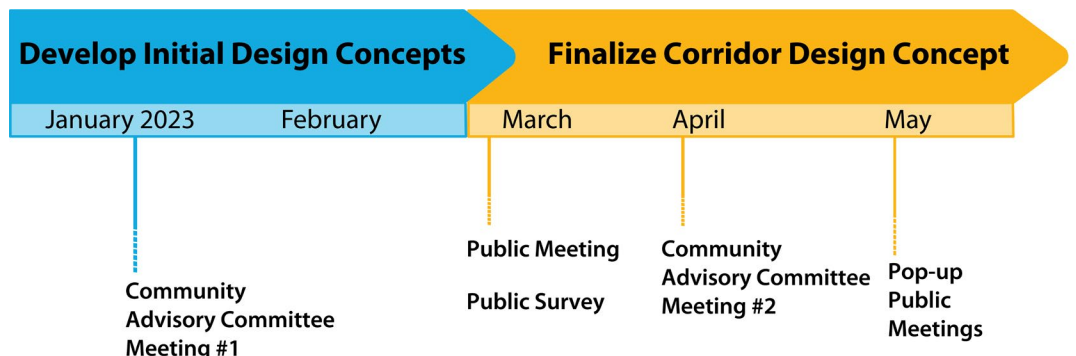 Develop Initial Design Concepts
Finalize Corridor Design Concept
January 2023
February
March
April
May
Community
Advisory Committee
Meeting #1
Public Meeting
Public Survey
Community
Advisory Committee
Meeting #2
Pop-up
Public
Meetings